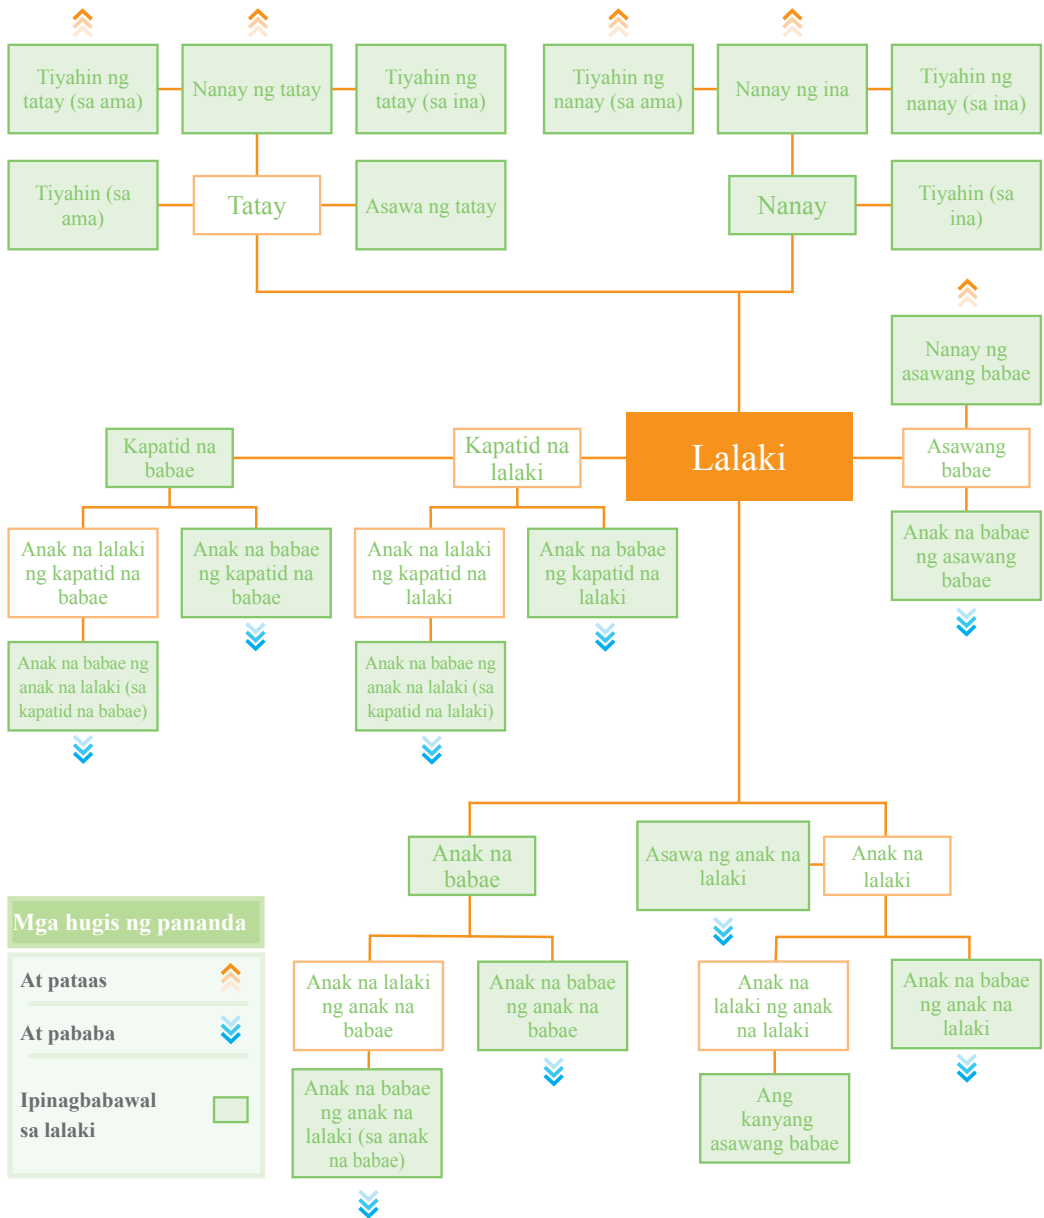 Tiyahin ng
tatay (sa ama)
Nanay ng tatay
Tiyahin ng
tatay (sa ina)
Tiyahin ng
nanay (sa ama)
Nanay ng ina
Tiyahin ng
nanay (sa ina)
Tiyahin (sa
ama)
Tatay
Asawa ng tatay
Nanay
Tiyahin (sa
ina)
Nanay ng
asawang babae
Kapatid na
babae
Kapatid na
lalaki
Lalaki
Asawang
babae
Anak na lalaki
ng kapatid na
babae
Anak na babae
ng kapatid na
babae
Anak na lalaki
ng kapatid na
lalaki
Anak na babae
ng kapatid na
lalaki
Anak na babae
ng asawang
babae
Anak na babae ng
anak na lalaki (sa
kapatid na babae)
Anak na babae ng
anak na lalaki (sa
kapatid na lalaki)
Anak na
babae
Asawa ng anak na
lalaki
Anak na
lalaki
Anak na lalaki
ng anak na
babae
Anak na babae
ng anak na
babae
Anak na
lalaki ng anak
na lalaki
Anak na babae
ng anak na
lalaki
Anak na babae
ng anak na
lalaki (sa anak
na babae)
Ang
kanyang
asawang babae
Mga hugis ng pananda
At pataas
At pababa
Ipinagbabawal
sa lalaki